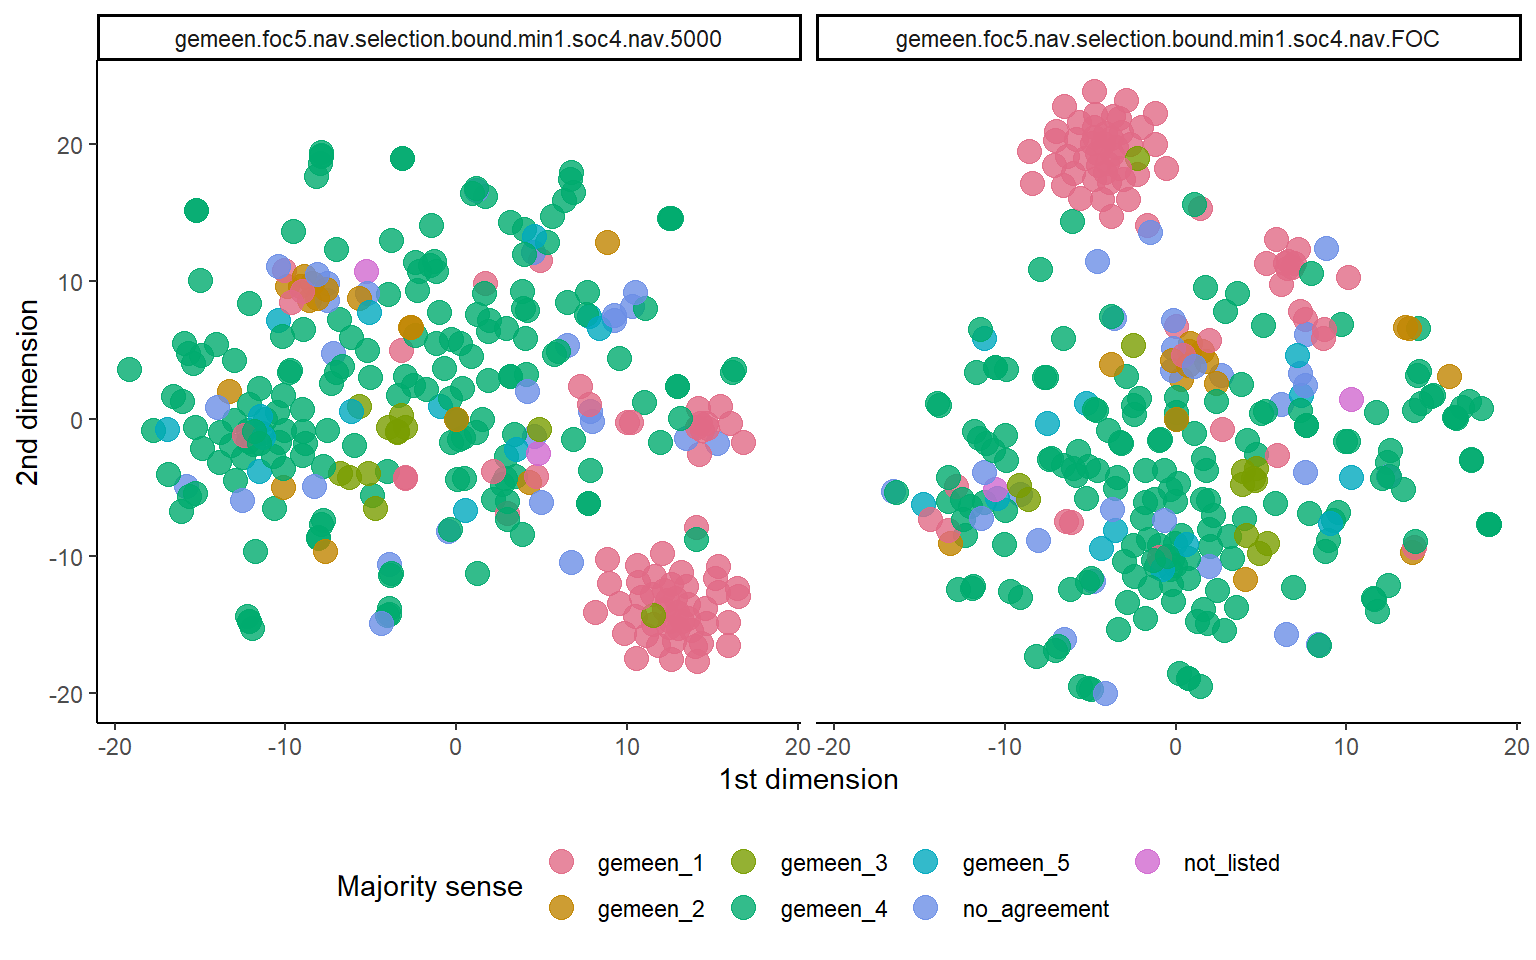 gemeen.foc5.nav.selection.bound.min1.soc4.nav.5000
gemeen.foc5.nav.selection.bound.min1.soc4.nav.FOC
2nd dimension
20
10
0
-10
-20
-20
-10
0
10
20
-20
-10
0
10
20
1st dimension
Majority sense
gemeen_1
gemeen_3
gemeen_5
not_listed
gemeen_2
gemeen_4
no_agreement